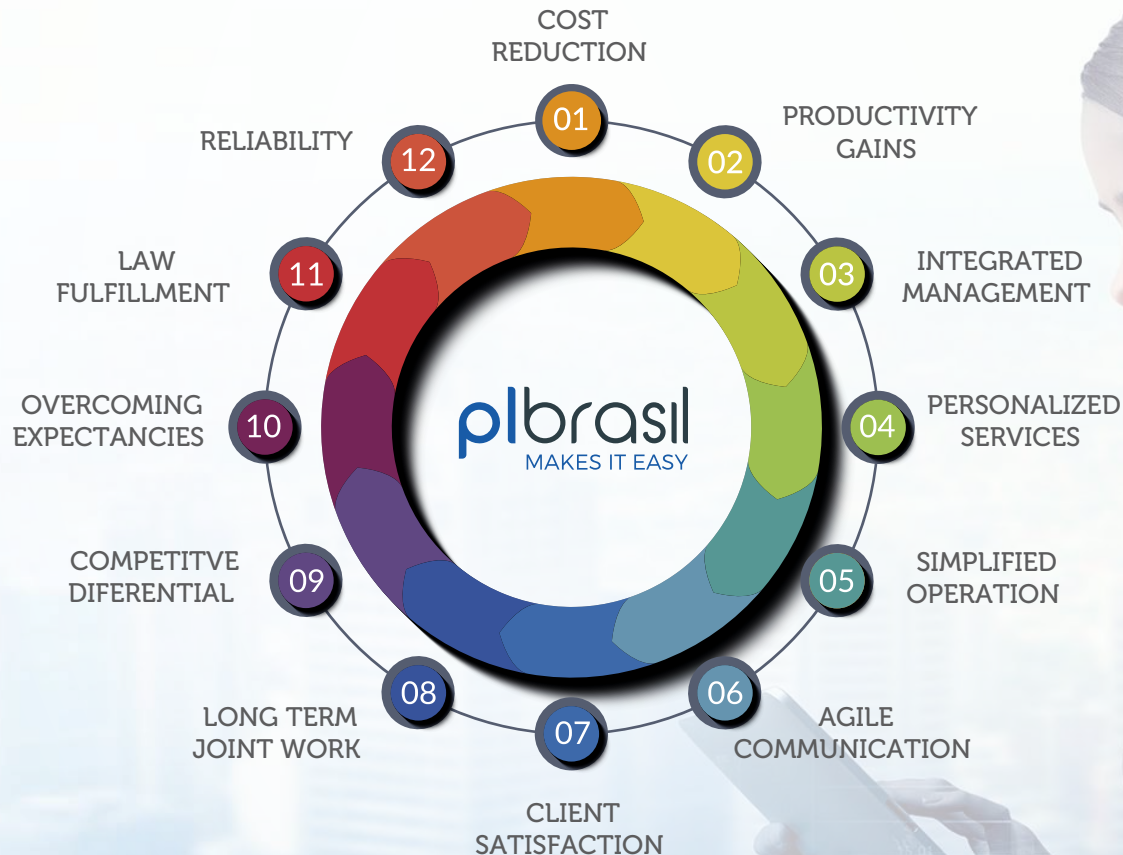 COST
REDUCTION
01
PRODUCTIVITY
GAINS
02
INTEGRATED
MANAGEMENT
03
PERSONALIZED
SERVICES
04
SIMPLIFIED
OPERATION
05
AGILE
COMMUNICATION
06
CLIENT
SATISFACTION
07
LONG TERM
JOINT WORK
08
COMPETITVE
DIFERENTIAL
09
OVERCOMING
EXPECTANCIES
10
LAW
FULFILLMENT
11
RELIABILITY
12
plbrasil
MAKES IT EASY